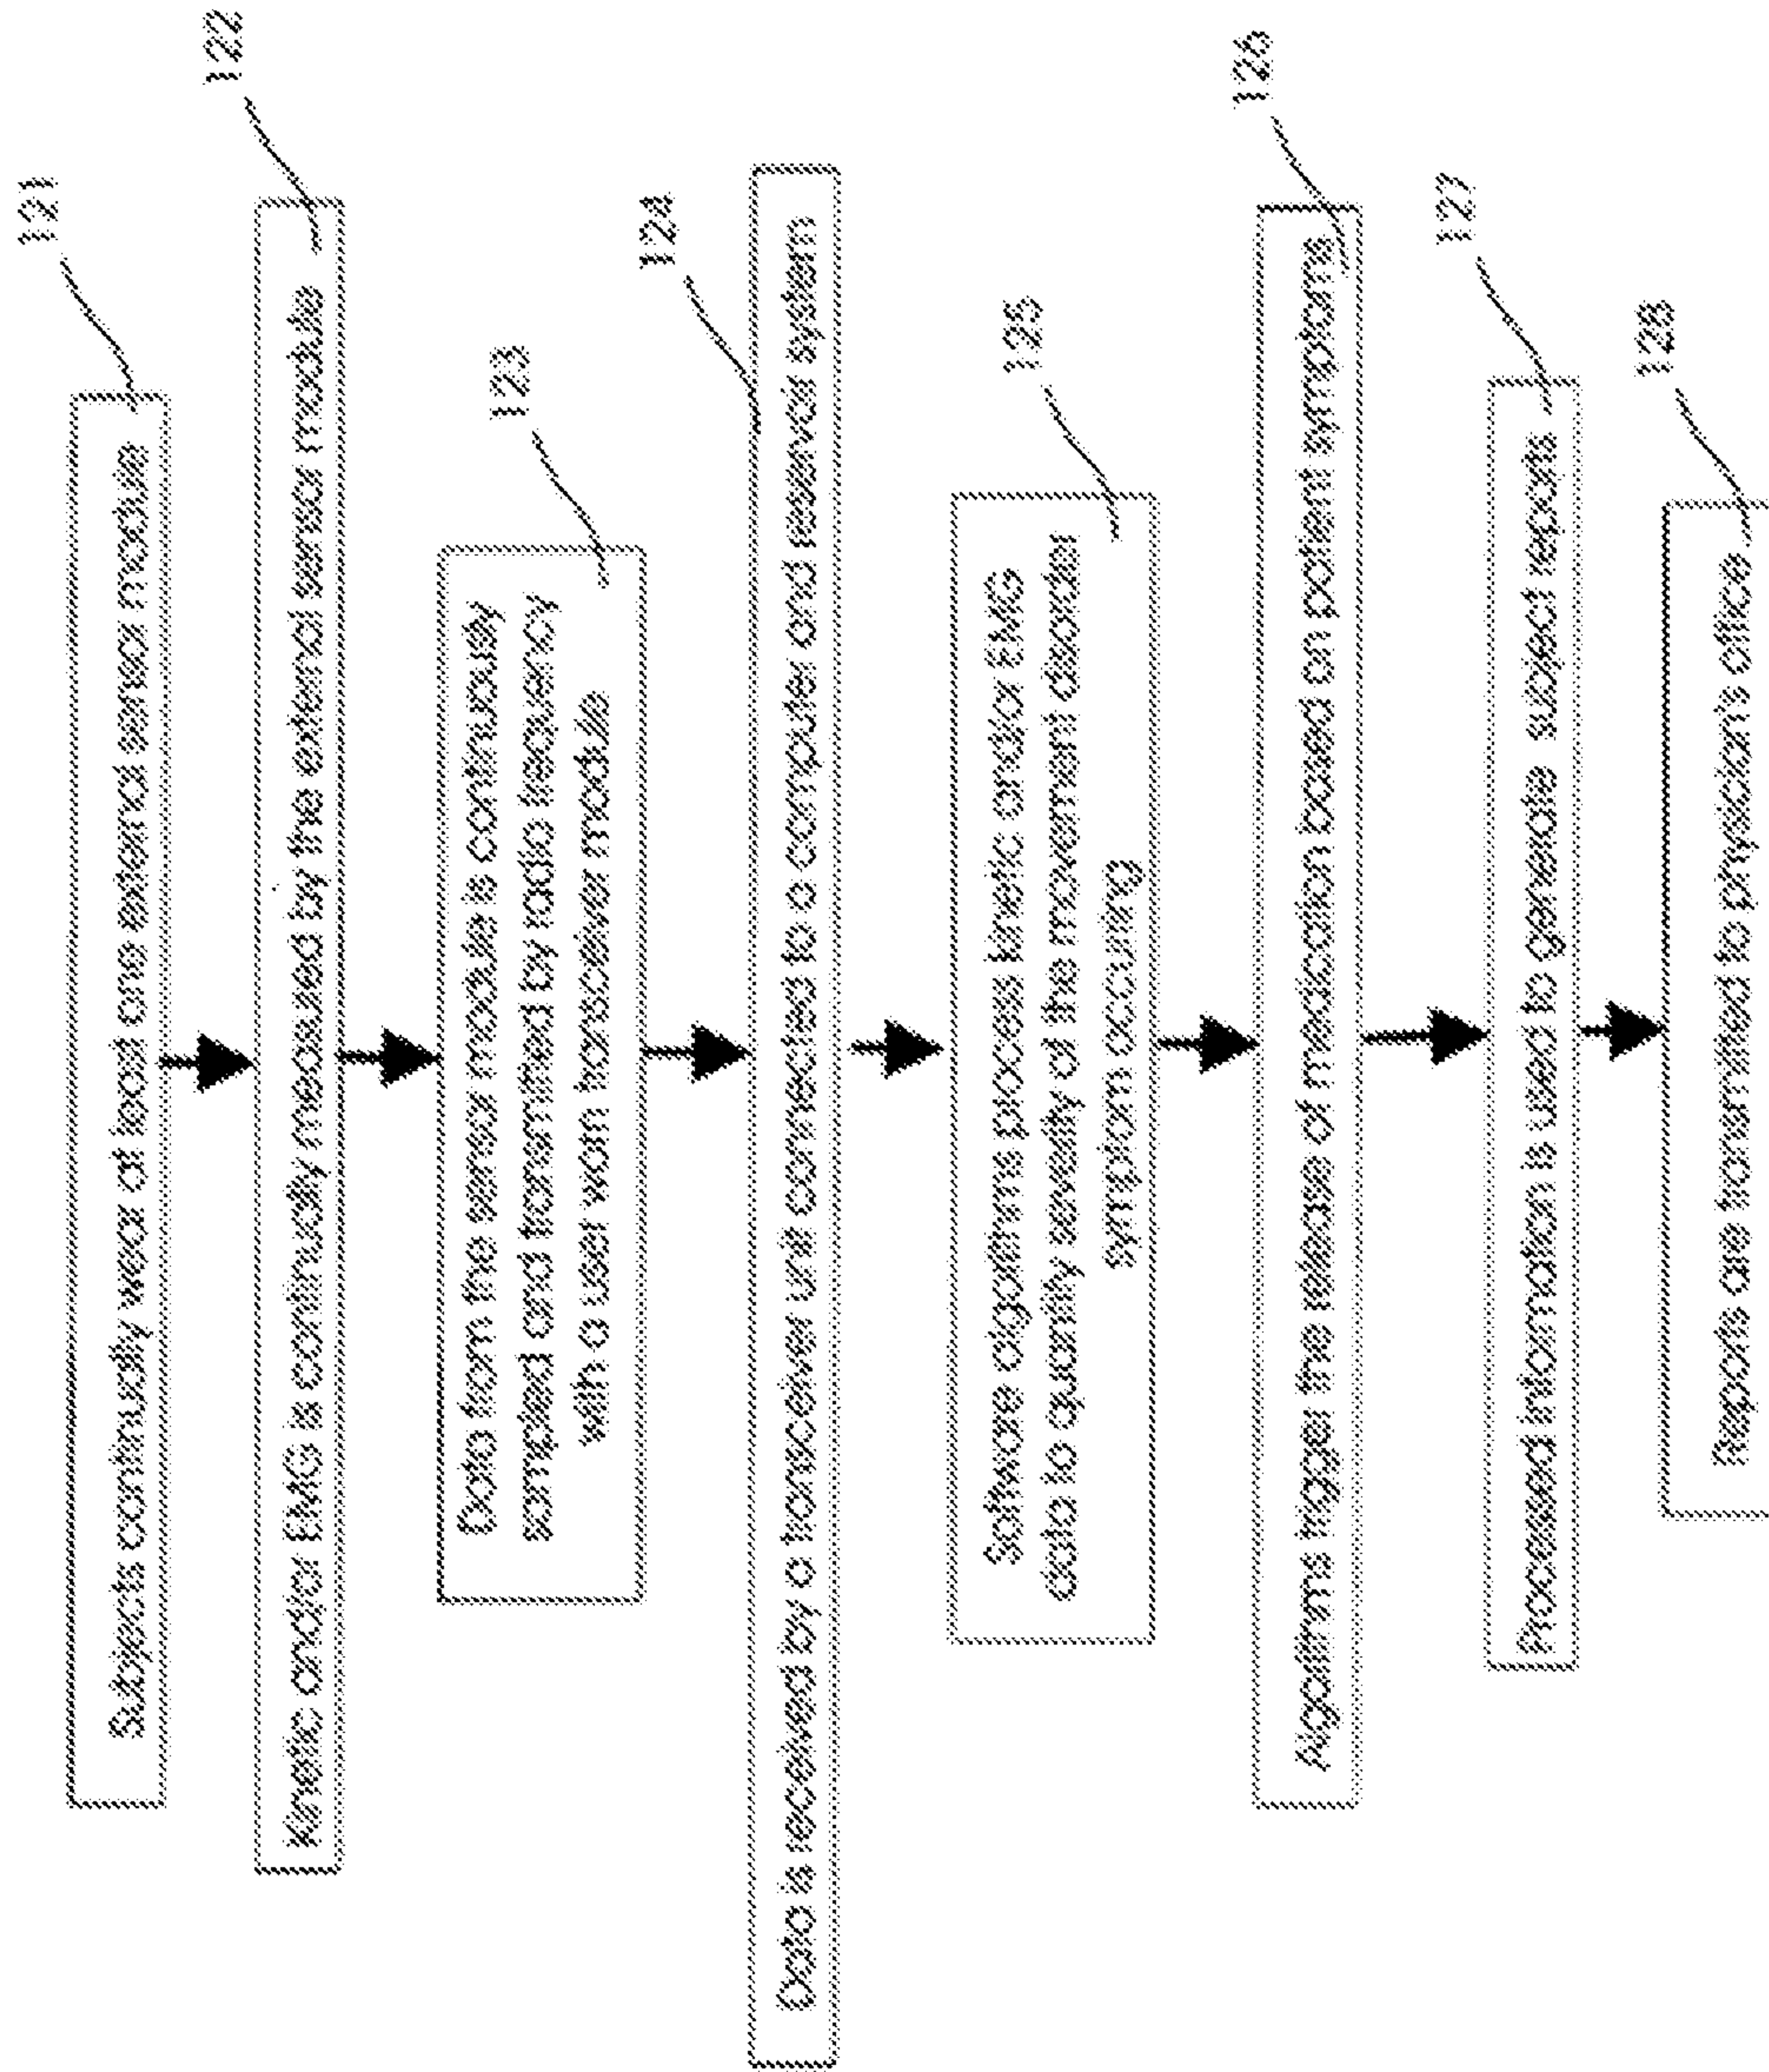 121
Subjects continually wear at least one external sensor module
122
Kinetic and/or EMG is continually measured by the external sensor module
123
Data from the sensor module is continuously
sampled and transmitted by radio frequency
with a user worn transceiver module
124
Data is received by a transceiver unit connected to a computer and reservoir system
125
Software algorithms process kinetic and/or EMG
data to quantify severity of the movement disorder
symptom occurring
126
Algorithms trigger the release of medication based on patient symptoms
127
Processed information is used to generate subject reports
128
Reports are transmitted to physician's office